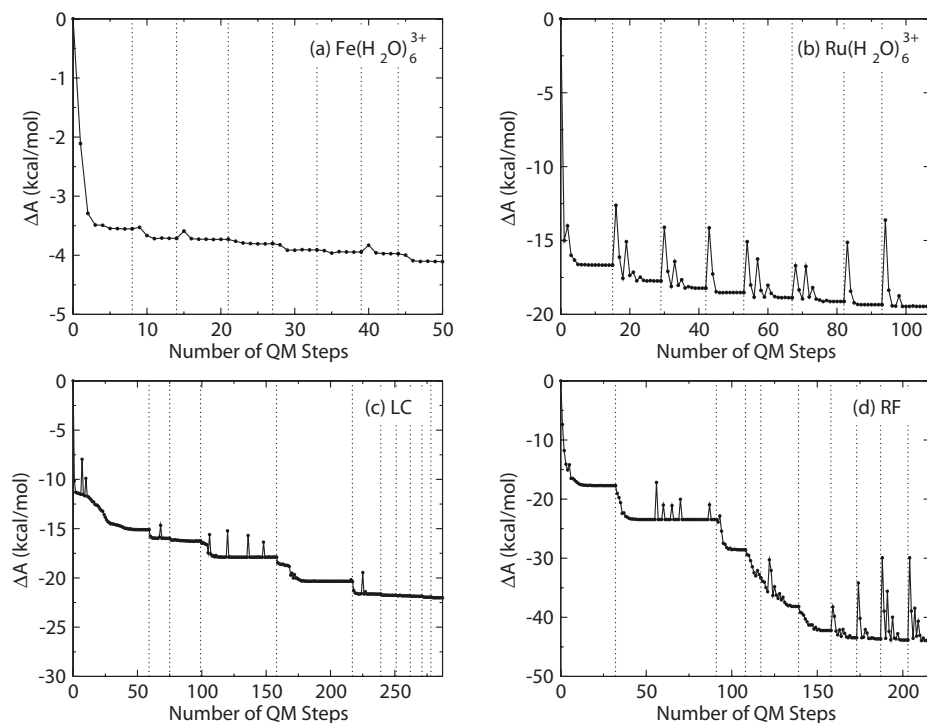 (a) Fe(H₂O)₆³⁺
ΔA (kcal/mol)
0
-1
-2
-3
-4
-5
0 10 20 30 40 50
Number of QM Steps
(b) Ru(H₂O)₆³⁺
ΔA (kcal/mol)
0
-5
-10
-15
-20
0 20 40 60 80 100
Number of QM Steps
(c) LC
ΔA (kcal/mol)
0
-5
-10
-15
-20
-25
-30
0 50 100 150 200 250
Number of QM Steps
(d) RF
ΔA (kcal/mol)
0
-10
-20
-30
-40
-50
0 50 100 150 200
Number of QM Steps